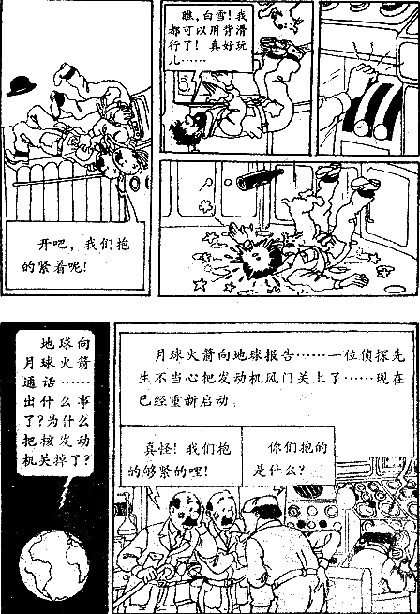 瞧，白雪！我
都可以用背滑
行了！真好玩
儿……
开吧，我们抱
的紧着呢！
地球向
月球火箭
通话……
出什么事
了？为什么
把核发动
机关掉了？
月球火箭向地球报告……一位侦探先
生不当心把发动机风门关上了……现在
已经重新启动．
真怪！我们抱
的够紧的哩！
你们抱的
是什么？